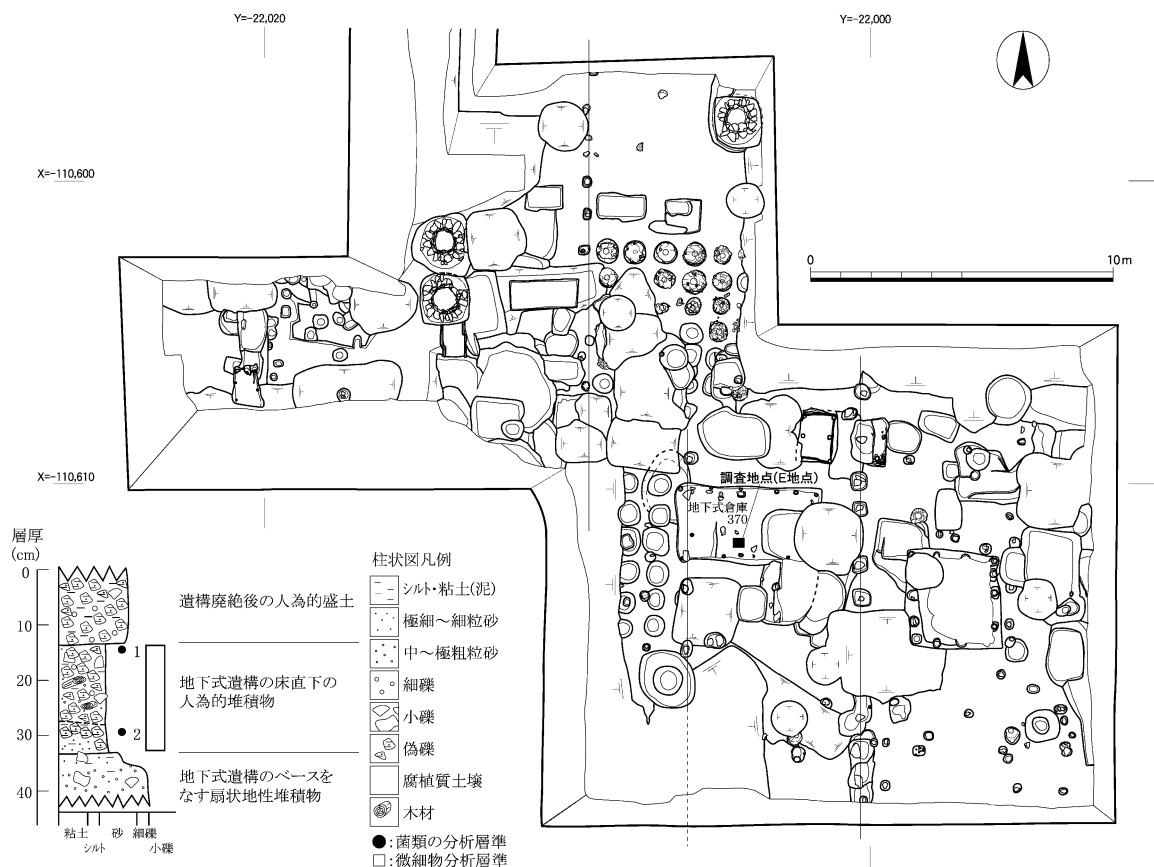 Y=-22,020
Y=-22,000
X=-110,600
0 10m
X=-110,610
調査地点(E地点)
地下式倉庫
370
層厚
(cm)
0
10
20
30
40
1
2
遺構廃絶後の人為的盛土
地下式遺構の床直下の
人為的堆積物
地下式遺構のベースを
なす扇状地性堆積物
粘土 砂 細礫
シルト 小礫
柱状図凡例
シルト・粘土(泥)
極細～細粒砂
中～極粗粒砂
細礫
小礫
偽礫
腐植質土壌
木材
●:菌類の分析層準
□:微細物分析層準